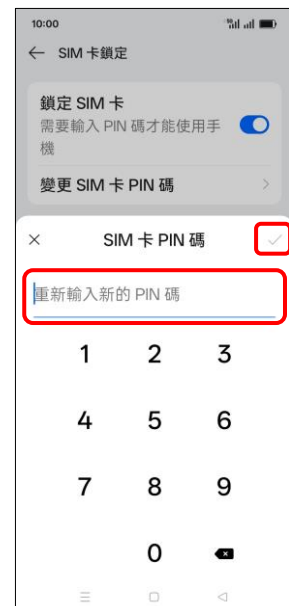 10:00
SIM 卡鎖定
鎖定 SIM 卡
需要輸入 PIN 碼才能使用手
機
變更 SIM 卡 PIN 碼
SIM 卡 PIN 碼
重新輸入新的 PIN 碼
1 2 3
4 5 6
7 8 9
0